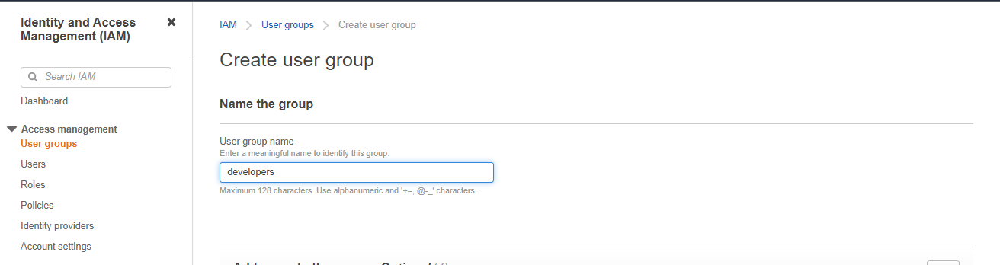 Identity and Access
Management (IAM)
Search IAM
Dashboard
Access management
User groups
Users
Roles
Policies
Identity providers
Account settings
IAM > User groups > Create user group
Create user group
Name the group
User group name
Enter a meaningful name to identify this group.
developers
Maximum 128 characters. Use alphanumeric and '+=,.@-_' characters.